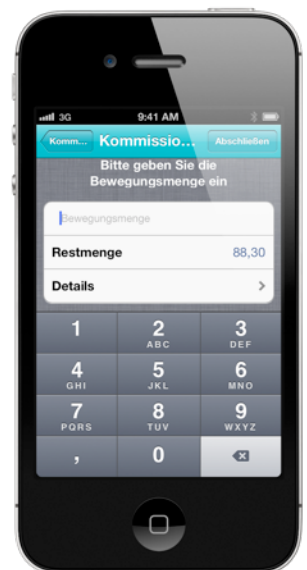 3G 9:41 AM
Komm... Kommissio... Abschließen
Bitte geben Sie die
Bewegungsmenge ein
Bewegungsmenge
Restmenge 88,30
Details
1 2 3
ABC DEF
4 5 6
GHI JKL MNO
7 8 9
PQRS TUV WXYZ
, 0